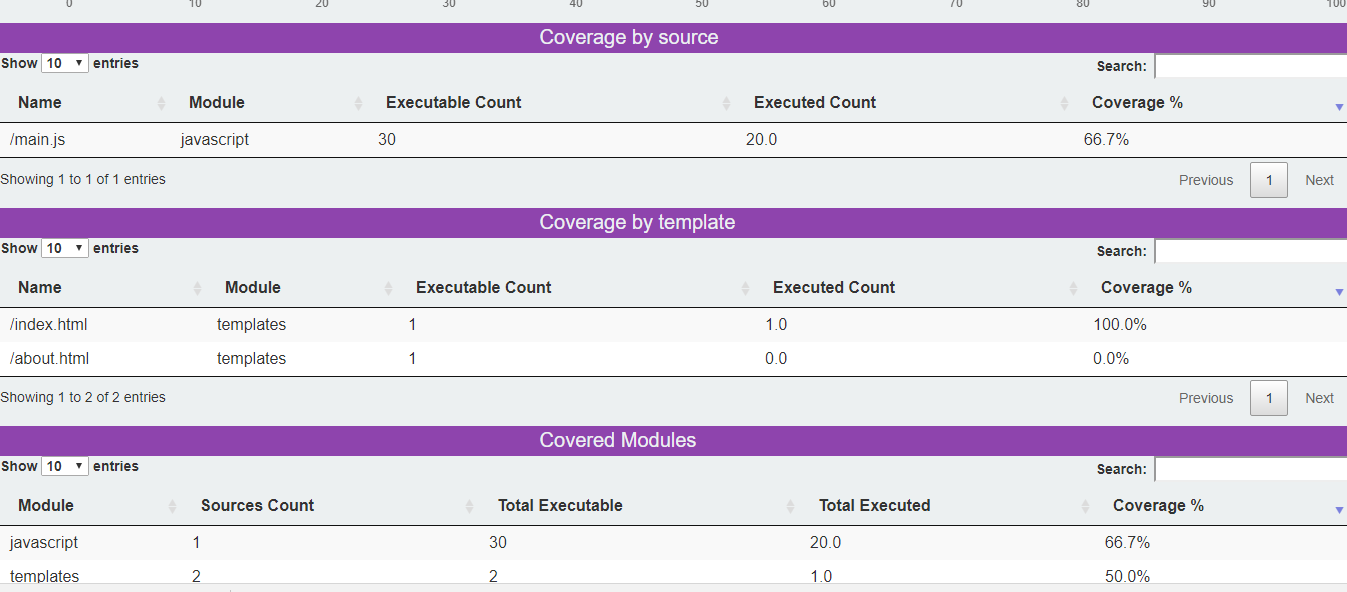 0 10 20 30 40 50 60 70 80 90 100
Coverage by source
Show 10 entries Search:
Name Module Executable Count Executed Count Coverage %
/main.js javascript 30 20.0 66.7%
Showing 1 to 1 of 1 entries Previous 1 Next
Coverage by template
Show 10 entries Search:
Name Module Executable Count Executed Count Coverage %
/index.html templates 1 1.0 100.0%
/about.html templates 1 0.0 0.0%
Showing 1 to 2 of 2 entries Previous 1 Next
Covered Modules
Show 10 entries Search:
Module Sources Count Total Executable Total Executed Coverage %
javascript 1 30 20.0 66.7%
templates 2 2 1.0 50.0%